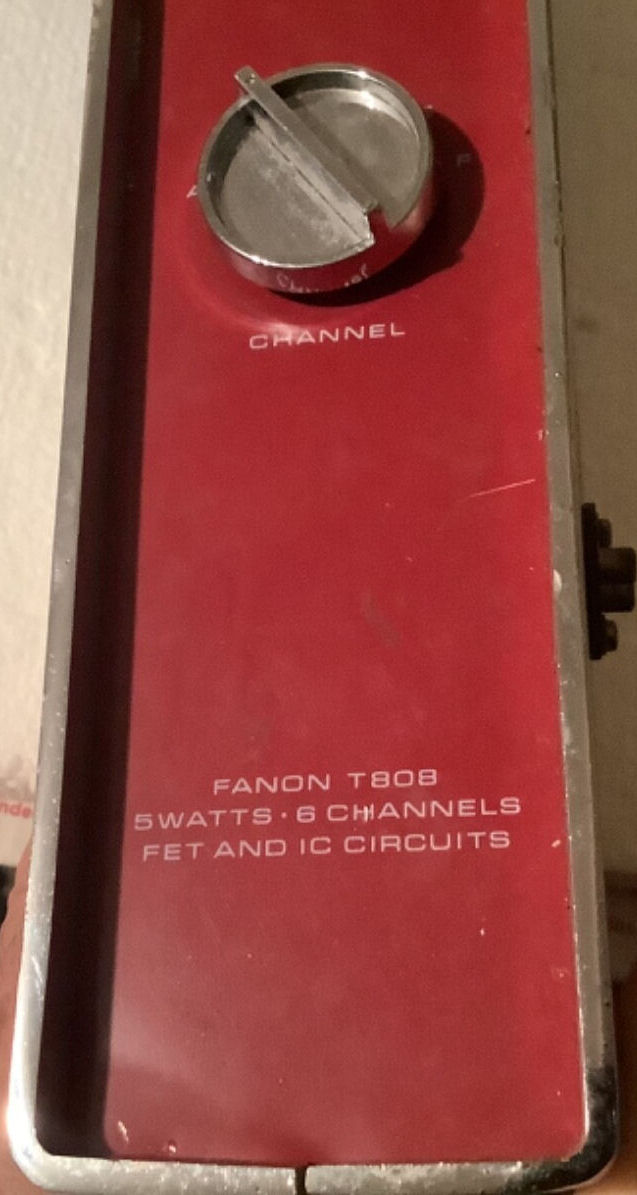 A F
CHANNEL
FANON T808
5WATTS · 6 CHANNELS
FET AND IC CIRCUITS